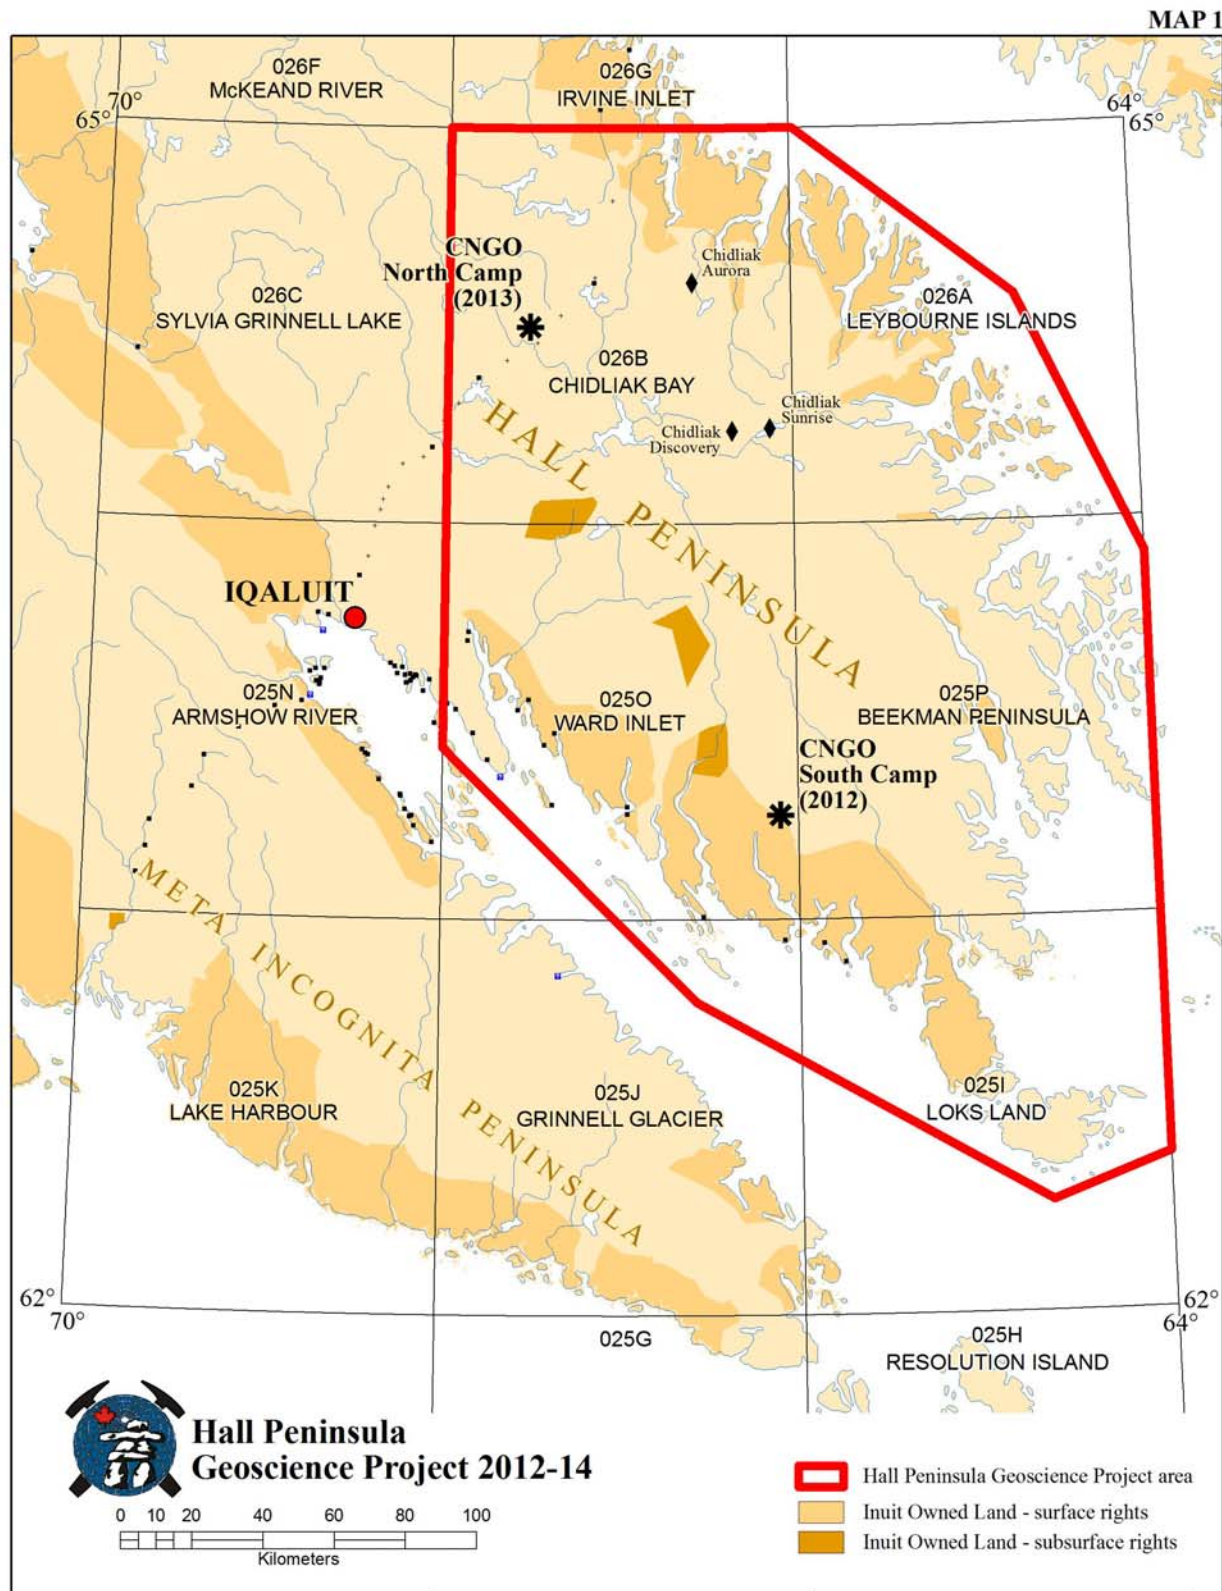 MAP 1
026F
McKEAND RIVER
026G
IRVINE INLET
70°
65°
64°
65°
CNGO
North Camp
(2013)
Chidliak
Aurora
026C
SYLVIA GRINNELL LAKE
026A
LEYBOURNE ISLANDS
026B
CHIDLIAK BAY
Chidliak
Sunrise
Chidliak
Discovery
HALL PENINSULA
IQALUIT
025N
ARMSHOW RIVER
025O
WARD INLET
025P
BEEKMAN PENINSULA
CNGO
South Camp
(2012)
META INCOGNITA PENINSULA
025K
LAKE HARBOUR
025J
GRINNELL GLACIER
025I
LOKS LAND
62°
70°
62°
64°
025G
025H
RESOLUTION ISLAND
Hall Peninsula
Geoscience Project 2012-14
0 10 20 40 60 80 100
Kilometers
Hall Peninsula Geoscience Project area
Inuit Owned Land - surface rights
Inuit Owned Land - subsurface rights